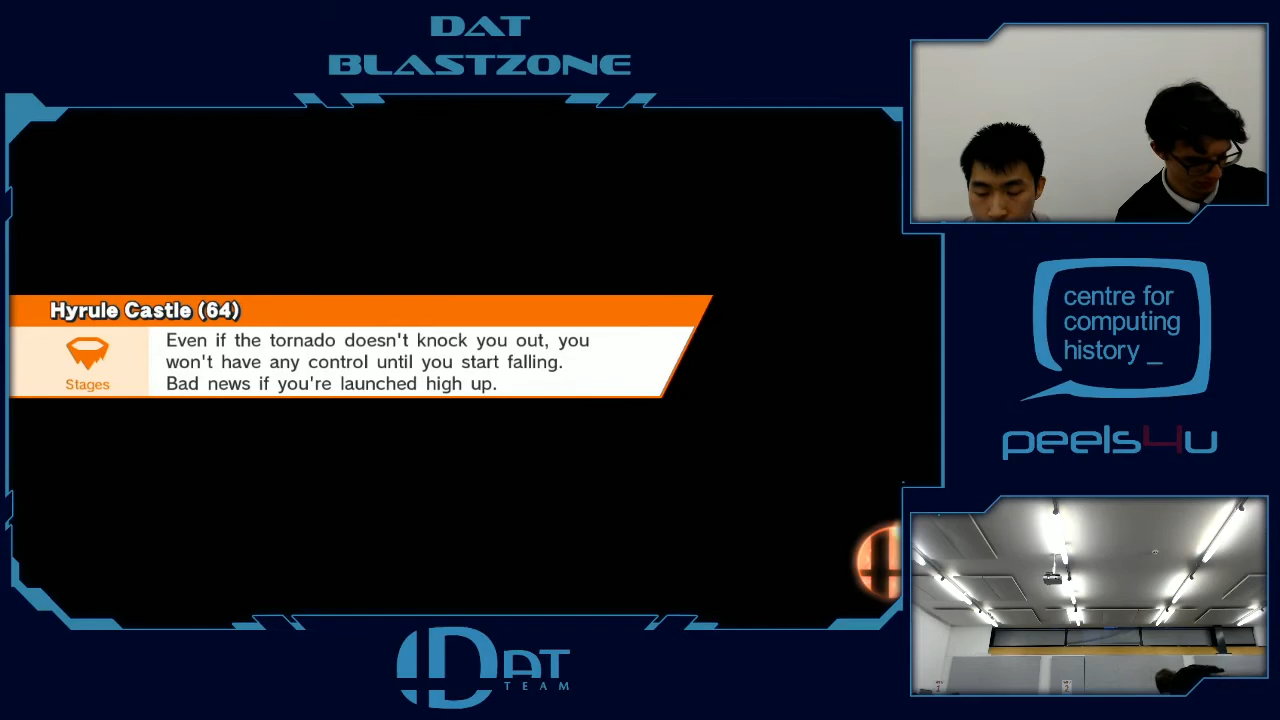 DAT
BLASTZONE
Hyrule Castle (64)
Even if the tornado doesn't knock you out, you
won't have any control until you start falling.
Bad news if you're launched high up.
Stages
centre for
computing
history _
peels4u
DAT
TEAM